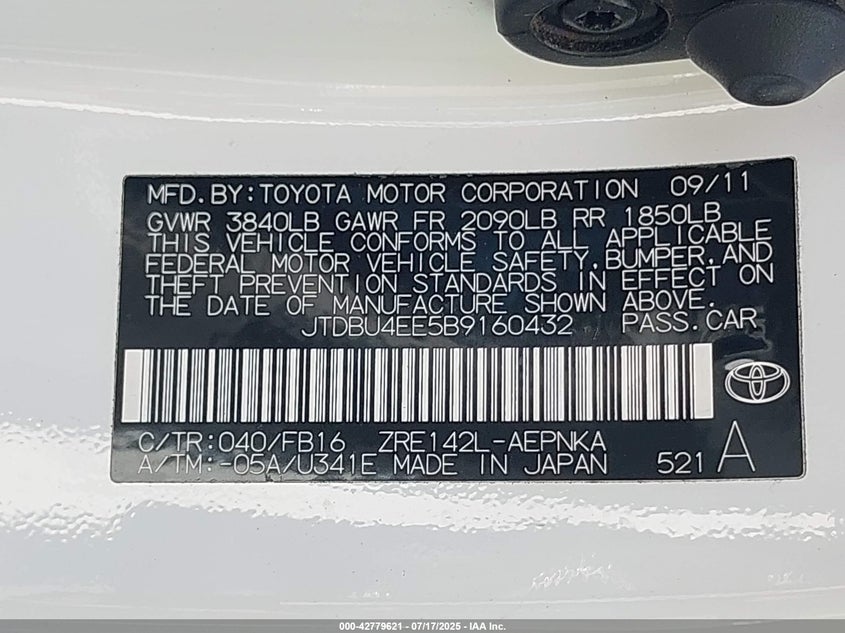 MFD.BY:TOYOTA MOTOR CORPORATION 09/11
GVWR 3840LB GAWR FR 2090LB RR 1850LB
THIS VEHICLE CONFORMS TO ALL APPLICABLE
FEDERAL MOTOR VEHICLE SAFETY,BUMPER,AND
THEFT PREVENTION STANDARDS IN EFFECT ON
THE DATE OF MANUFACTURE SHOWN ABOVE.
JTDBU4EE5B9160432 PASS.CAR
C/TR:040/FB16 ZRE142L-AEPNKA
A/TM:-05A/U341E MADE IN JAPAN 521 A
000-42779621 - 07/17/2025 - IAA Inc.